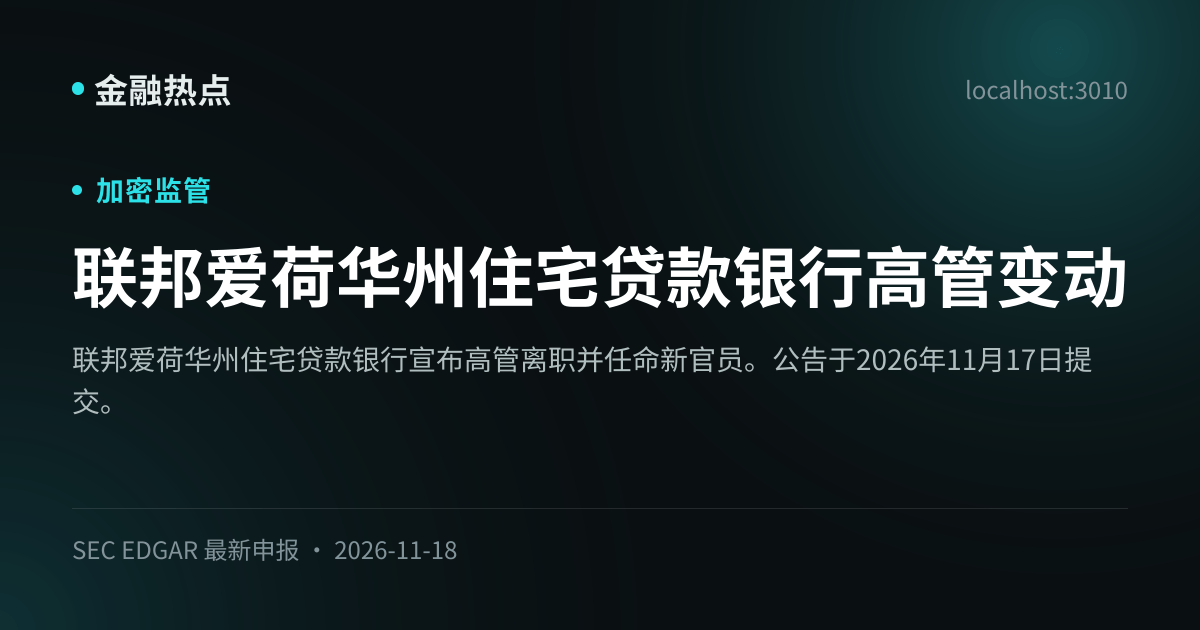 金融热点
localhost:3010
加密监管
联邦爱荷华州住宅贷款银行高管变动
联邦爱荷华州住宅贷款银行宣布高管离职并任命新官员。公告于2026年11月17日提
交。
SEC EDGAR 最新申报 · 2026-11-18